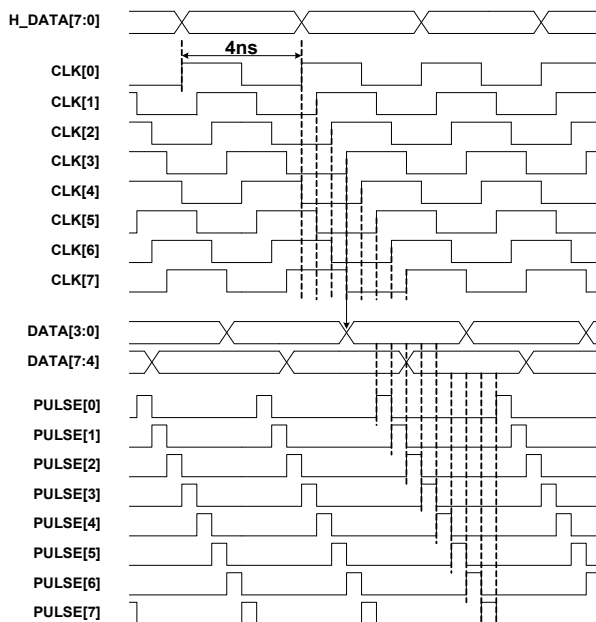 H_DATA[7:0]
4ns
CLK[0]
CLK[1]
CLK[2]
CLK[3]
CLK[4]
CLK[5]
CLK[6]
CLK[7]
DATA[3:0]
DATA[7:4]
PULSE[0]
PULSE[1]
PULSE[2]
PULSE[3]
PULSE[4]
PULSE[5]
PULSE[6]
PULSE[7]